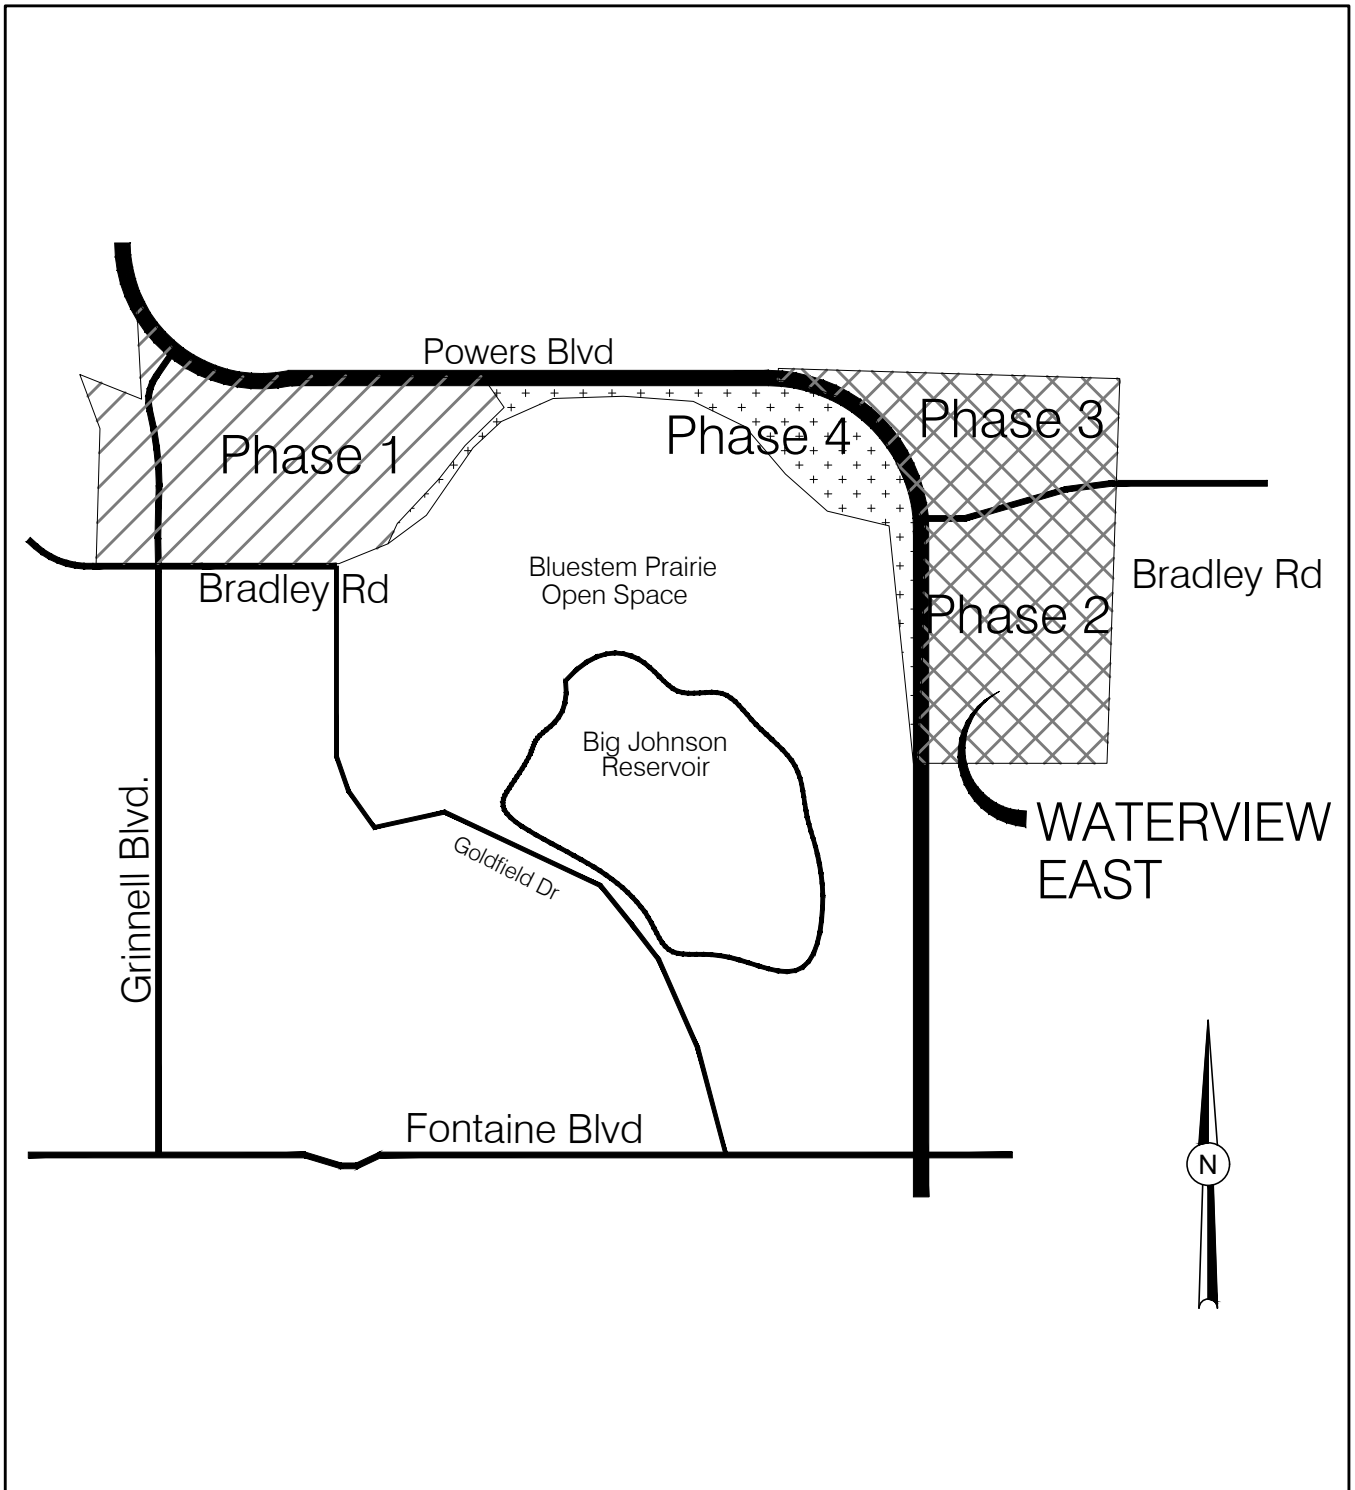 Powers Blvd
Phase 3
Phase 4
Phase 1
Bluestem Prairie
Open Space
Bradley Rd
Bradley Rd
Phase 2
Big Johnson
Reservoir
Grinnell Blvd.
Goldfield Dr
WATERVIEW
EAST
Fontaine Blvd
N